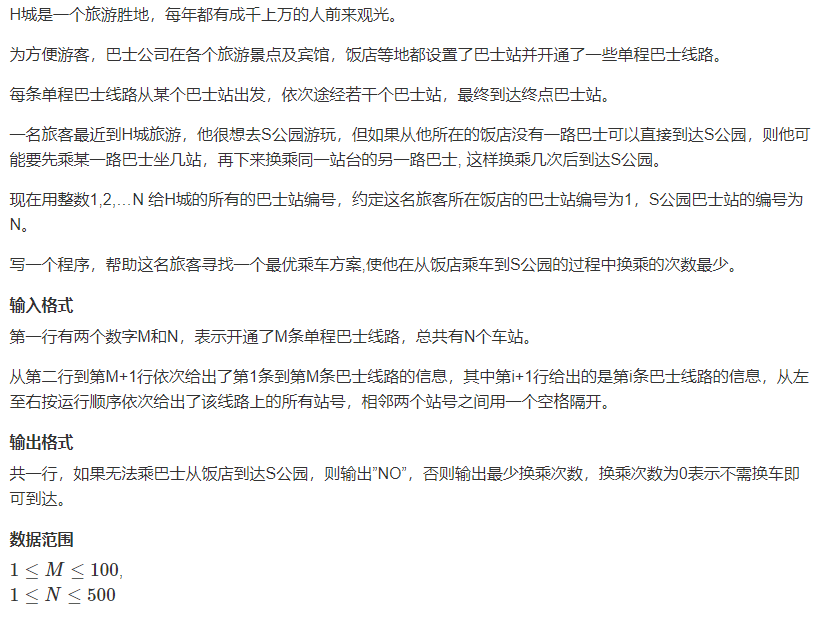 H城是一个旅游胜地，每年都有成千上万的人前来观光。
为方便游客，巴士公司在各个旅游景点及宾馆，饭店等地都设置了巴士站并开通了一些单程巴士线路。
每条单程巴士线路从某个巴士站出发，依次途经若干个巴士站，最终到达终点巴士站。
一名旅客最近到H城旅游，他很想去S公园游玩，但如果从他所在的饭店没有一路巴士可以直接到达S公园，则他可
能要先乘某一路巴士坐几站，再下来换乘同一站台的另一路巴士, 这样换乘几次后到达S公园。
现在用整数1,2,…N 给H城的所有的巴士站编号，约定这名旅客所在饭店的巴士站编号为1，S公园巴士站的编号为
N。
写一个程序，帮助这名旅客寻找一个最优乘车方案,使他在从饭店乘车到S公园的过程中换乘的次数最少。
输入格式
第一行有两个数字M和N，表示开通了M条单程巴士线路，总共有N个车站。
从第二行到第M+1行依次给出了第1条到第M条巴士线路的信息，其中第i+1行给出的是第i条巴士线路的信息，从左
至右按运行顺序依次给出了该线路上的所有站号，相邻两个站号之间用一个空格隔开。
输出格式
共一行，如果无法乘巴士从饭店到达S公园，则输出”NO”，否则输出最少换乘次数，换乘次数为0表示不需换车即
可到达。
数据范围
1 ≤ M ≤ 100,
1 ≤ N ≤ 500